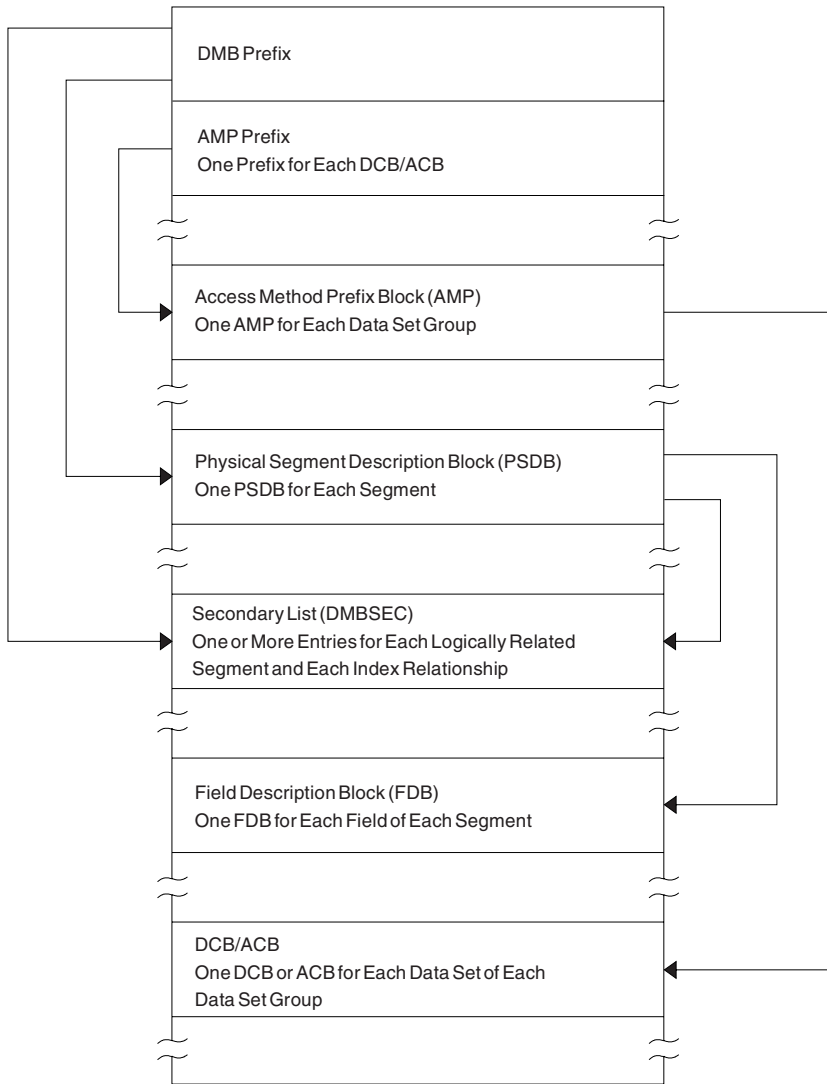 DMB Prefix
AMP Prefix
One Prefix for Each DCB/ACB
Access Method Prefix Block (AMP)
One AMP for Each Data Set Group
Physical Segment Description Block (PSDB)
One PSDB for Each Segment
Secondary List (DMBSEC)
One or More Entries for Each Logically Related
Segment and Each Index Relationship
Field Description Block (FDB)
One FDB for Each Field of Each Segment
DCB/ACB
One DCB or ACB for Each Data Set of Each
Data Set Group